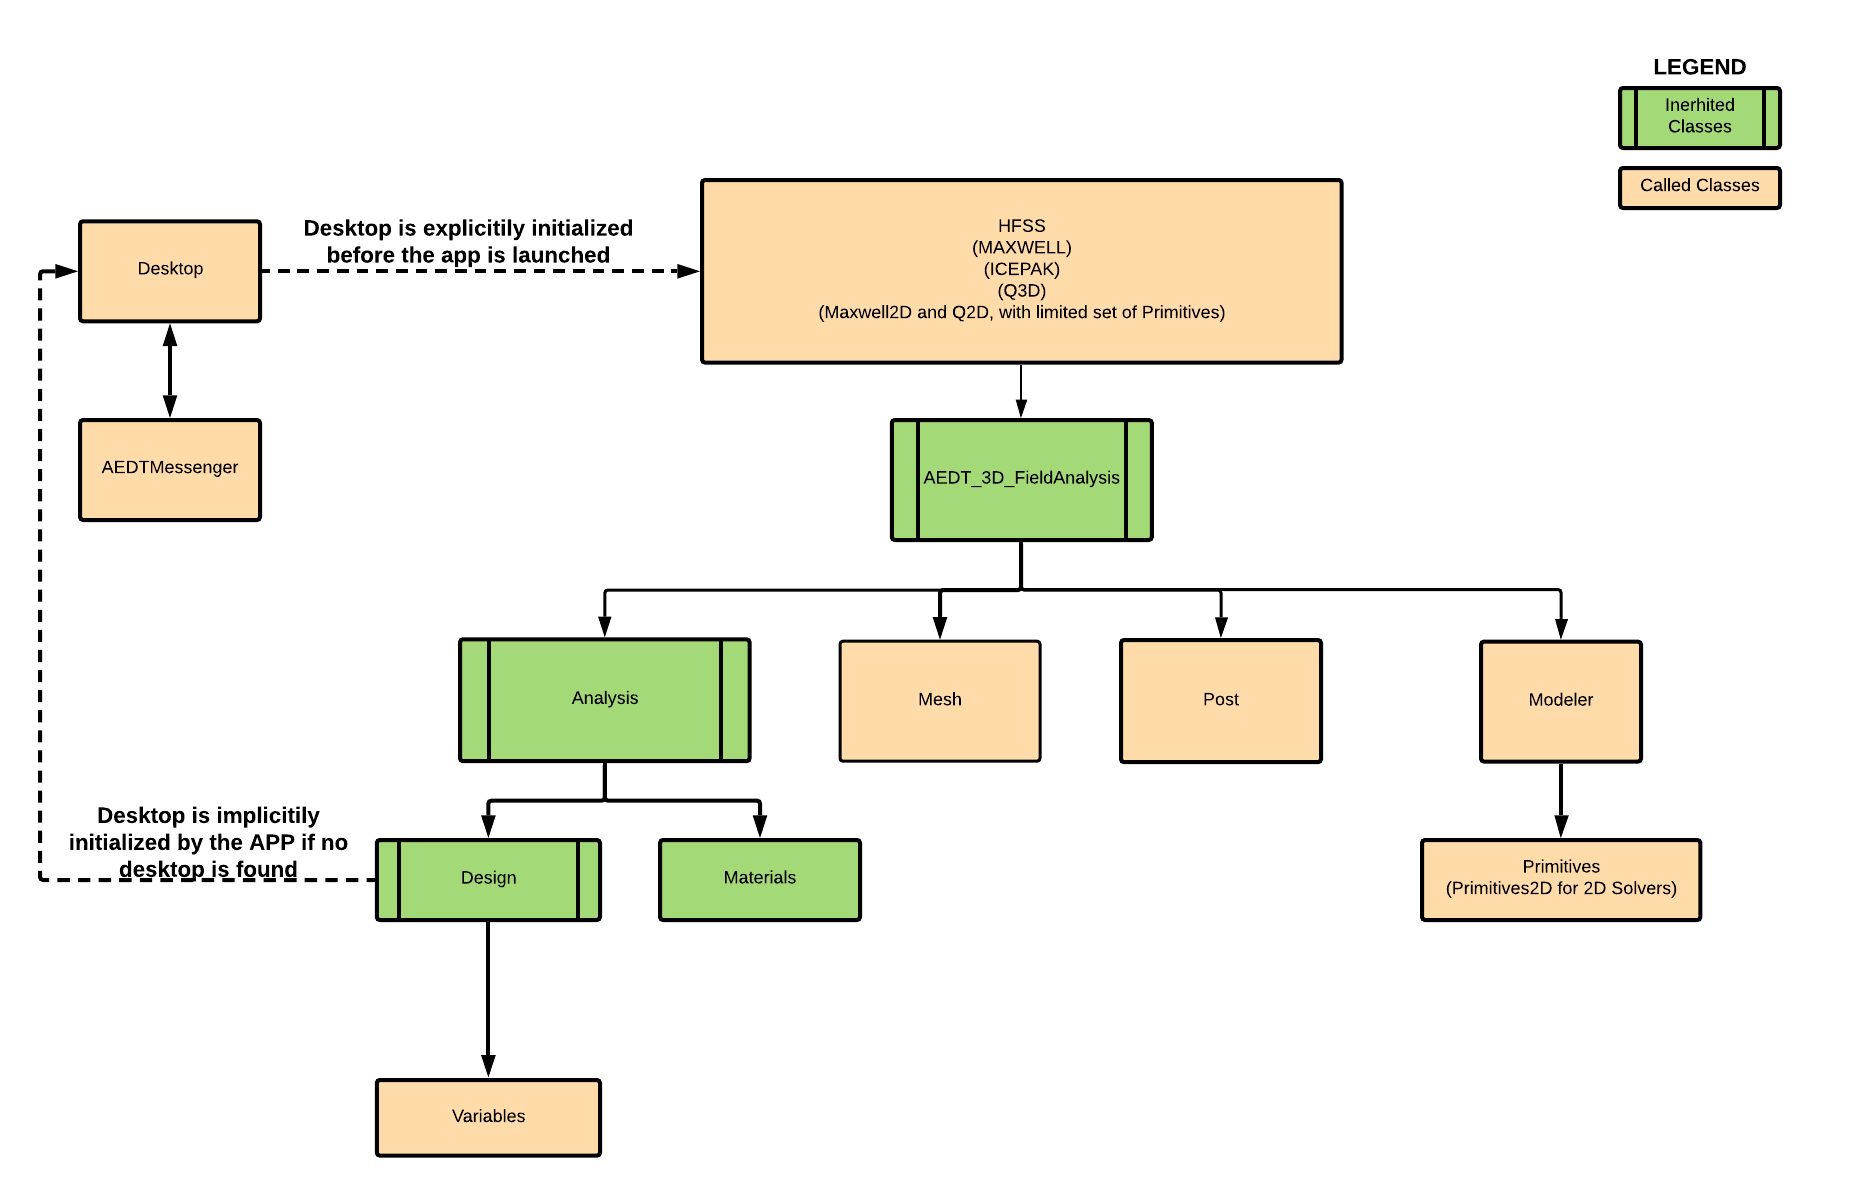 LEGEND
Inerhited
Classes
Called Classes
HFSS
(MAXWELL)
(ICEPAK)
(Q3D)
(Maxwell2D and Q2D, with limited set of Primitives)
Desktop is explicitily initialized
before the app is launched
Desktop
AEDTMessenger
AEDT_3D_FieldAnalysis
Analysis
Mesh
Post
Modeler
Desktop is implicitily
initialized by the APP if no
desktop is found
Design
Materials
Primitives
(Primitives2D for 2D Solvers)
Variables